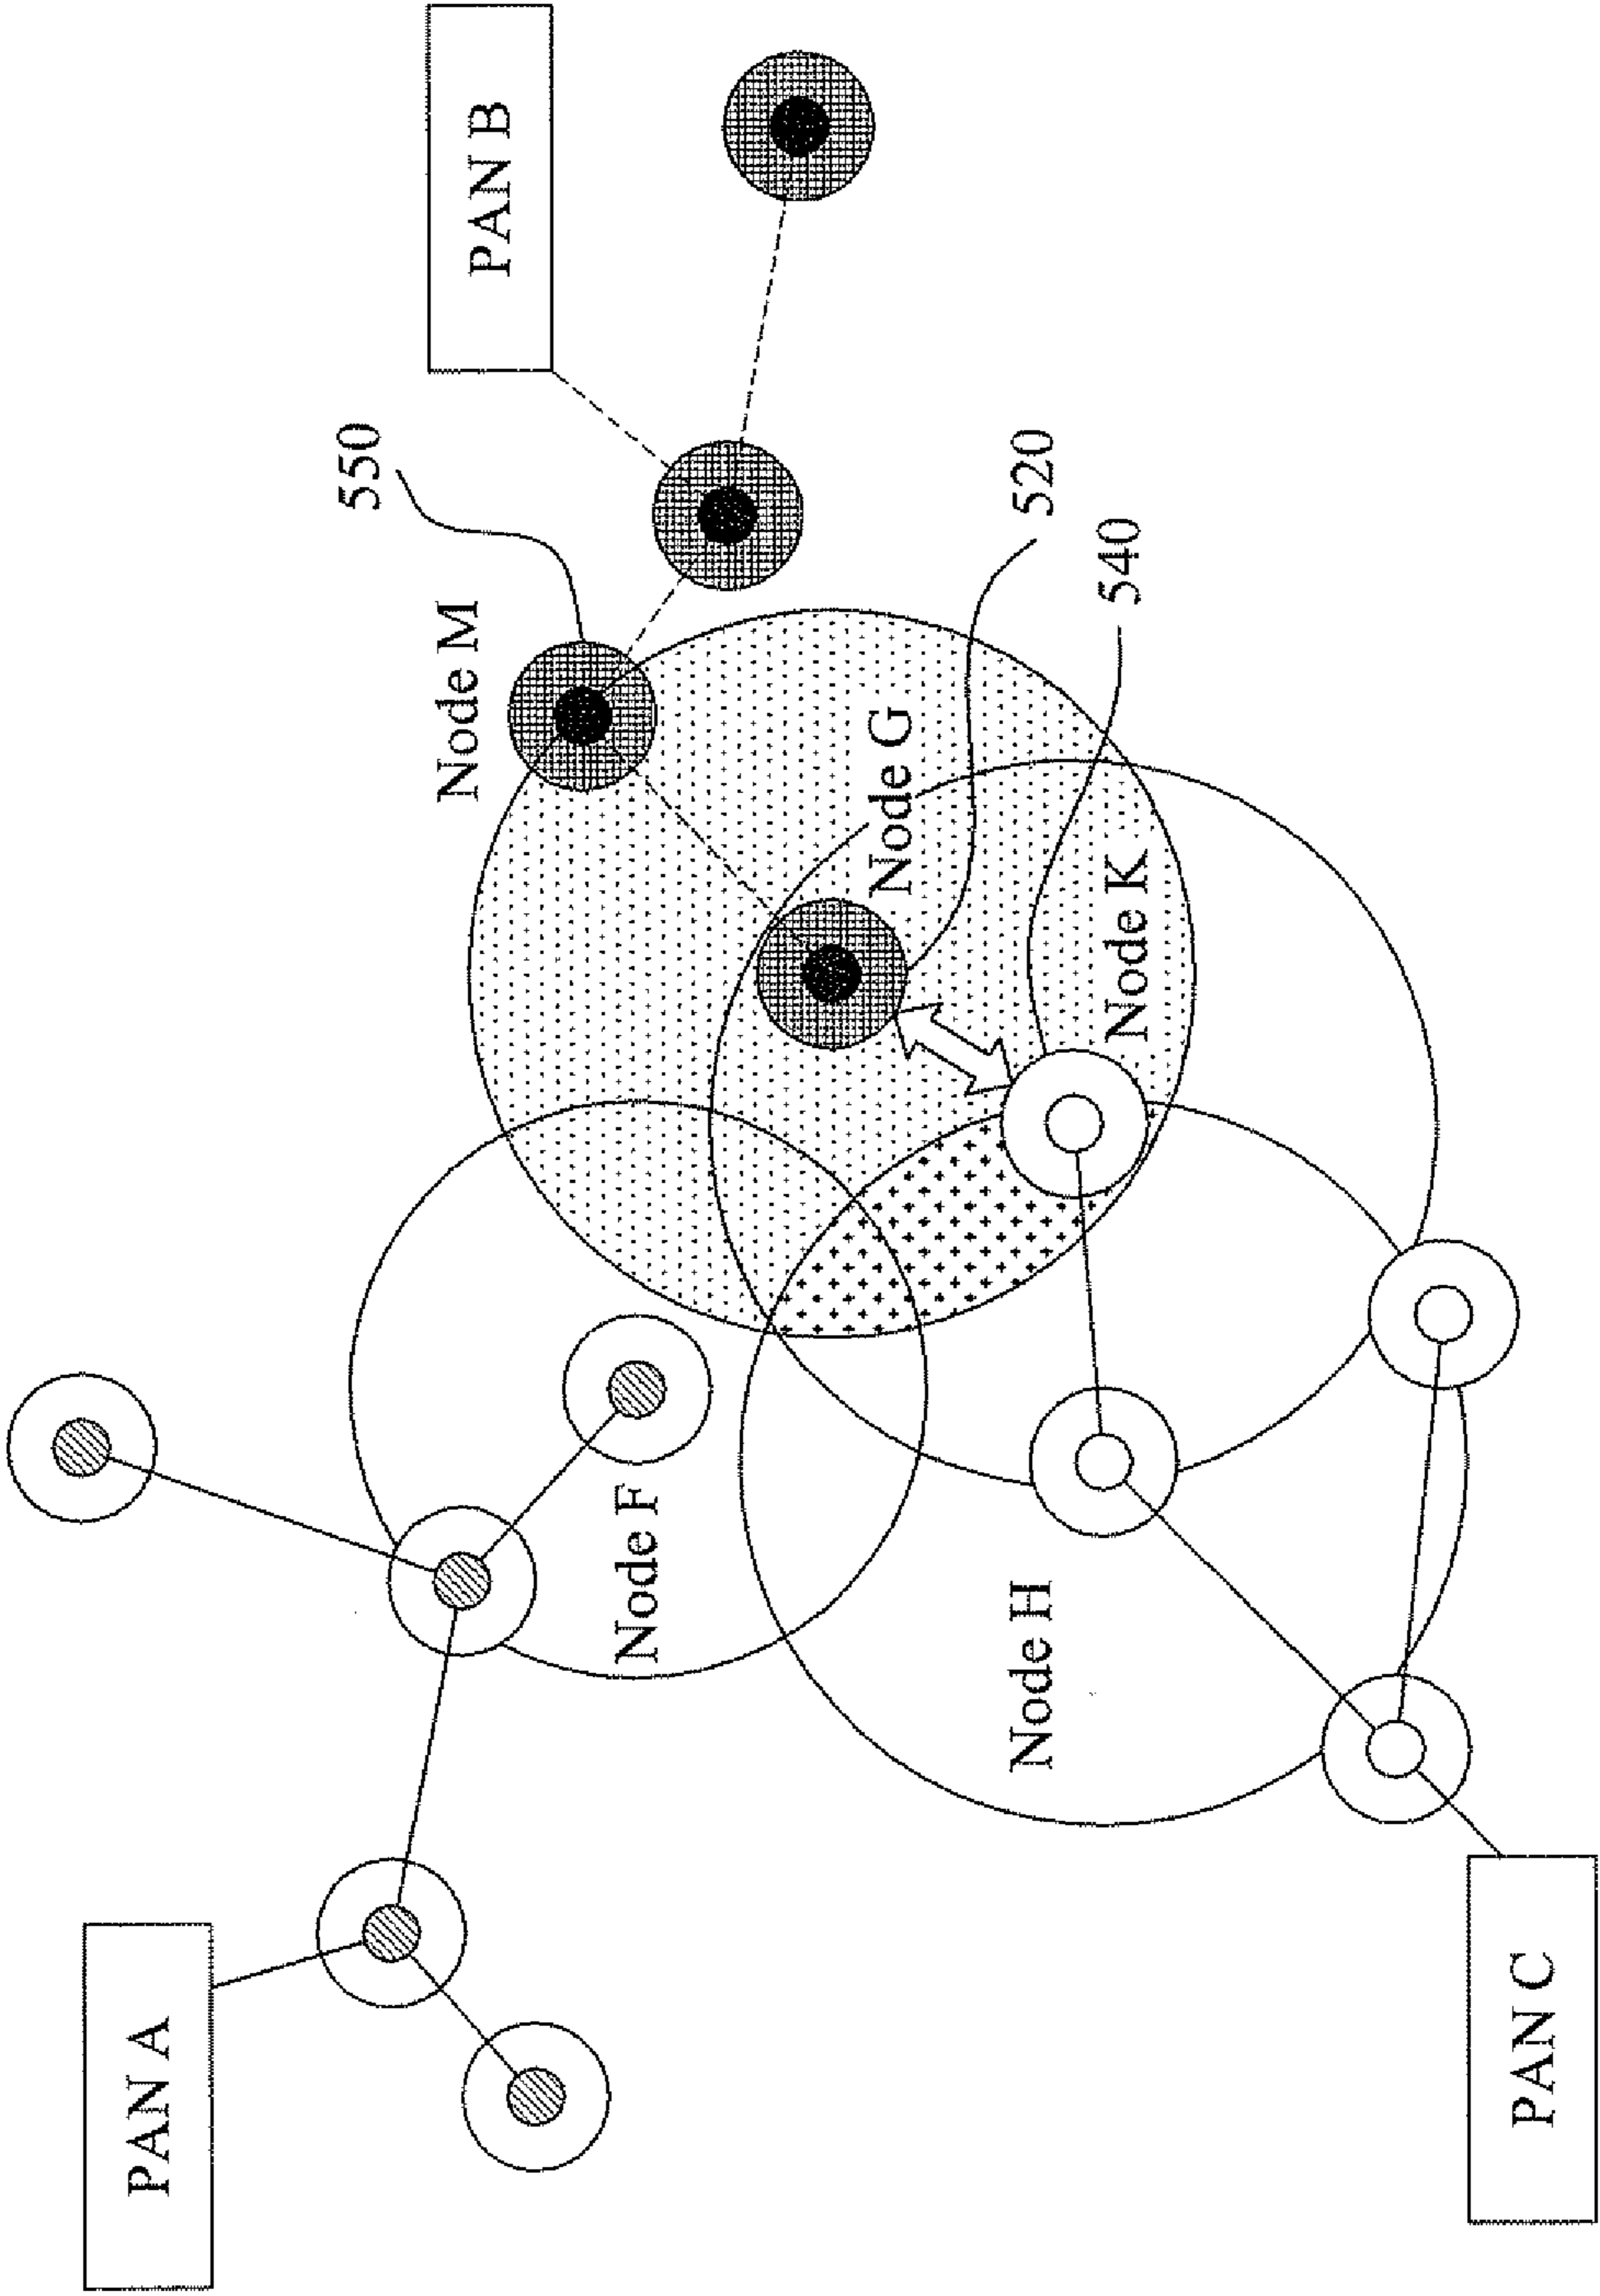 PAN A
PAN B
PAN C
Node F
Node H
Node M
Node G
Node K
550
520
540